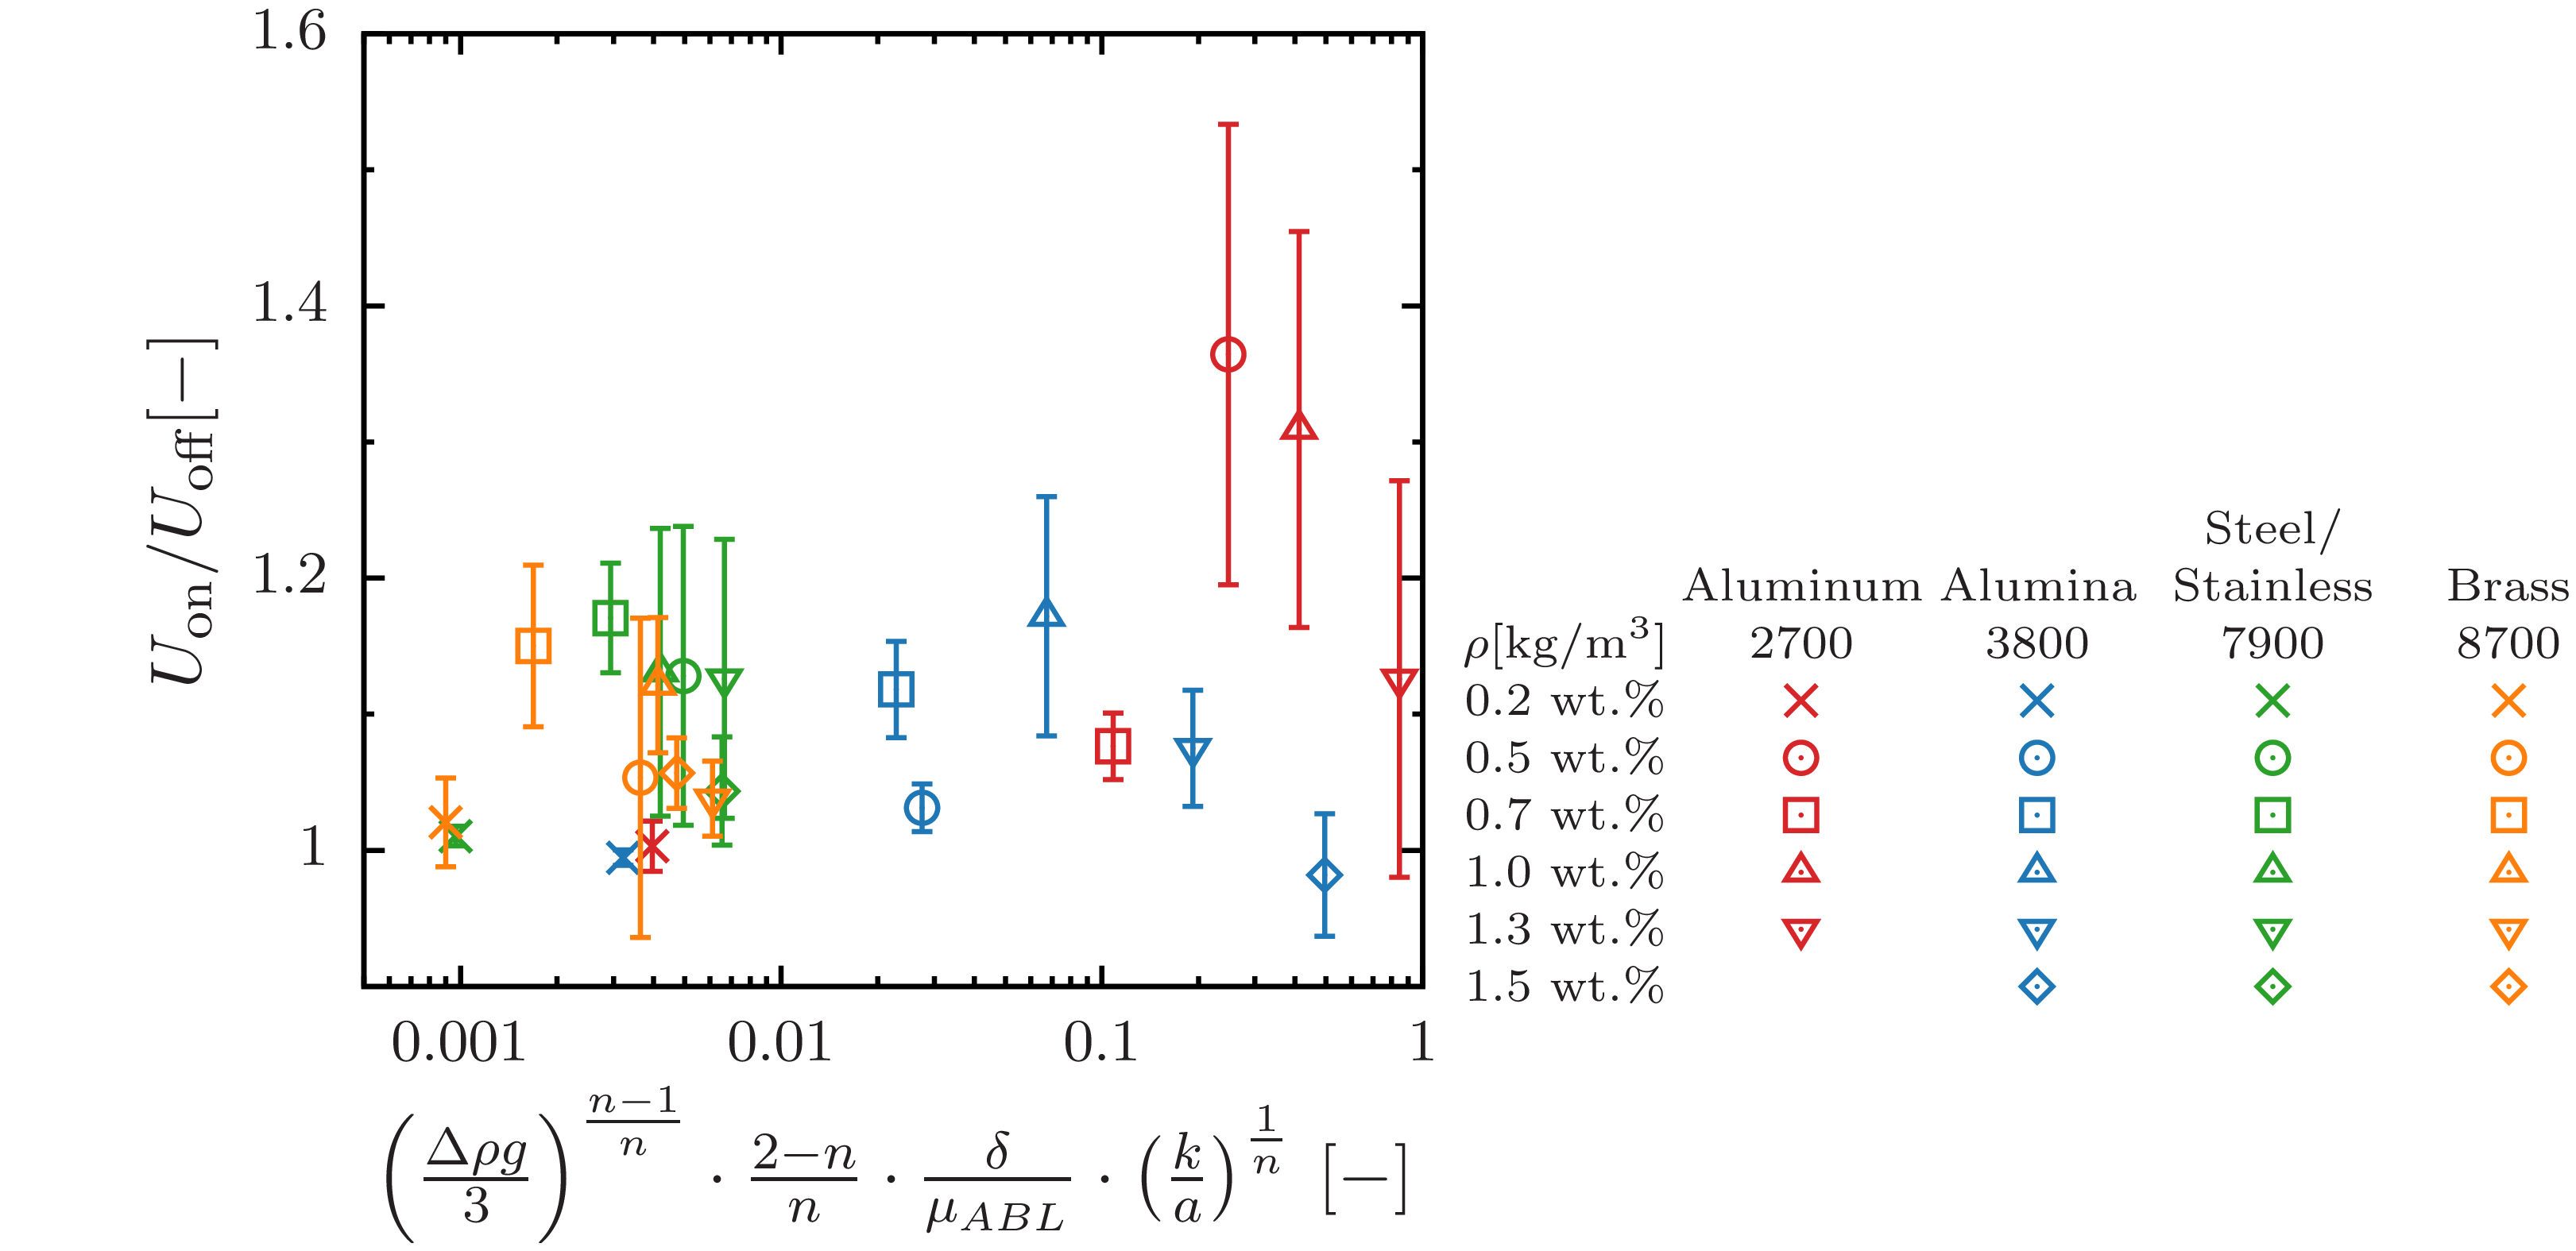 1.6
1.4
1.2
1
U_on/U_off[−]
0.001 0.01 0.1 1
(Δρg/3)^((n−1)/n) · (2−n)/n · δ/μ_ABL · (k/a)^(1/n) [−]
Steel/
Aluminum Alumina Stainless Brass
ρ[kg/m³] 2700 3800 7900 8700
0.2 wt.%
0.5 wt.%
0.7 wt.%
1.0 wt.%
1.3 wt.%
1.5 wt.%